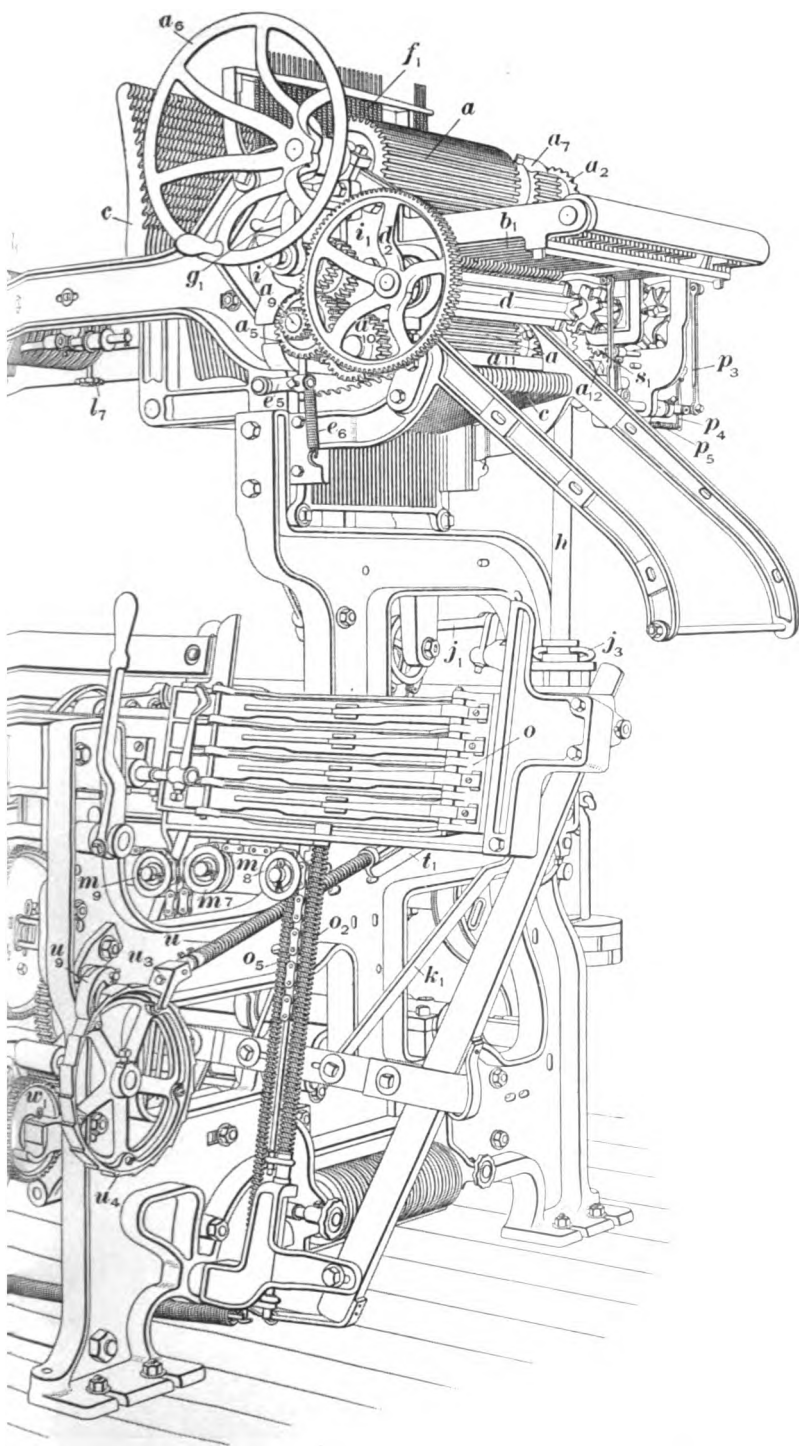 a₆
f₁
a
a₇
a₂
c
b₁
i₁
d₂
g₁
i
a₉
d
a₅
a₁₀
a₁₁
a
s₁
p₃
a₁₂
l₇
e₅
e₆
c
p₄
p₅
h
j₁
j₃
o
t₁
m₉
m₇
m₈
u
u₃
u₉
o₂
o₅
k₁
w
u₄